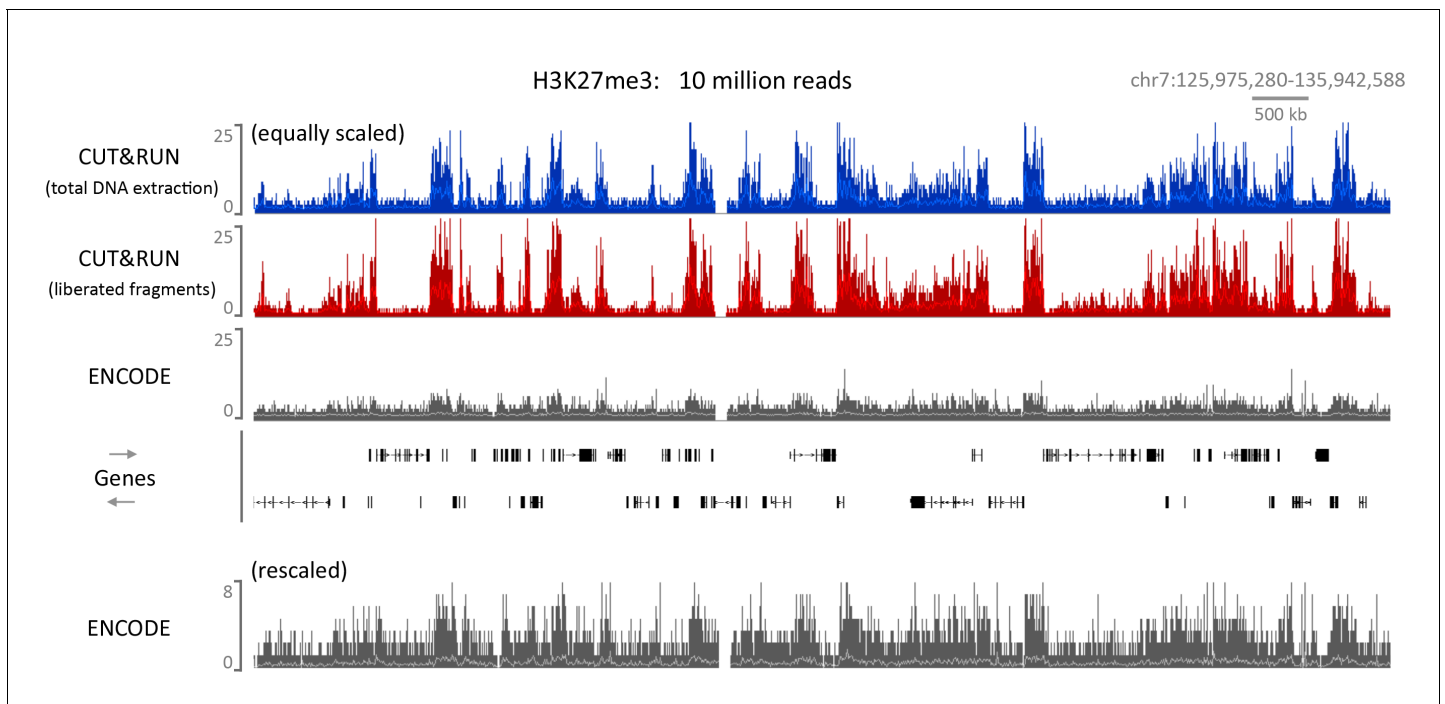 H3K27me3: 10 million reads
chr7:125,975,280-135,942,588
500 kb
(equally scaled)
25
CUT&RUN
(total DNA extraction)
0
25
CUT&RUN
(liberated fragments)
0
25
ENCODE
0
Genes
(rescaled)
8
ENCODE
0